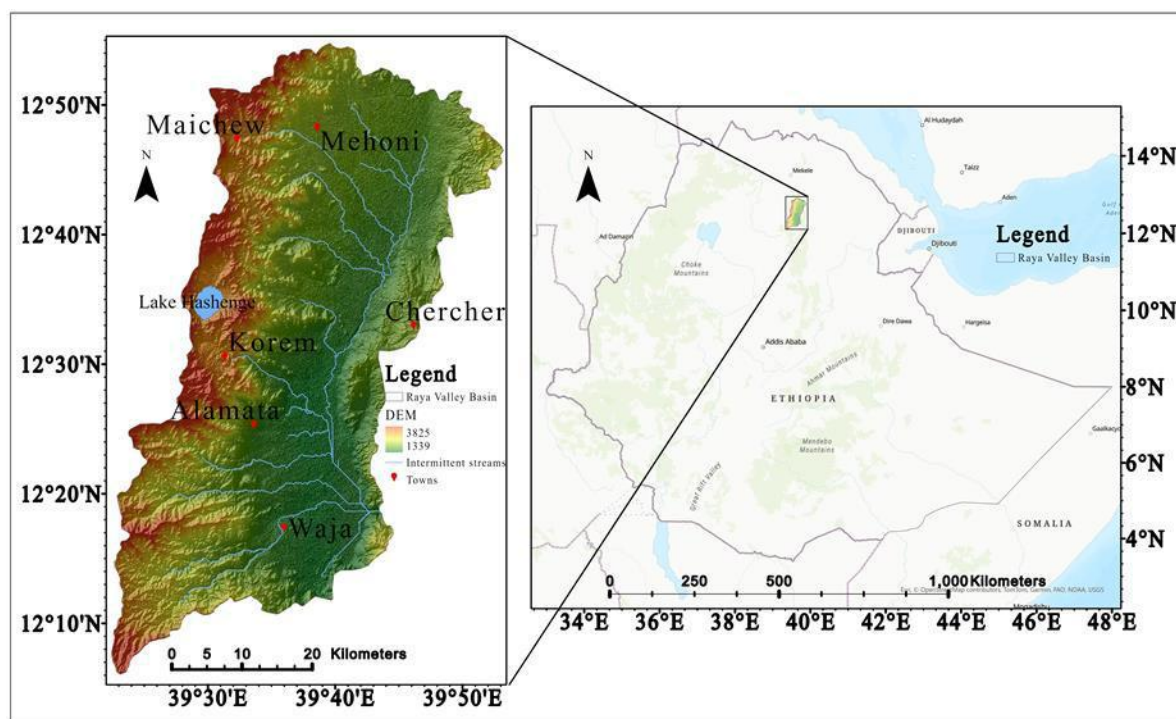 12°50'N
12°40'N
12°30'N
12°20'N
12°10'N
39°30'E
39°40'E
39°50'E
N
Maichew
Mehoni
Lake Hashenge
Chercher
Korem
Alamata
Waja
Legend
Raya Valley Basin
DEM
3825
1339
Intermittent streams
Towns
0 5 10 20 Kilometers
N
Al Hudaydah
Mekele
Taizz
Aden
Ad Damazin
DJIBOUTI
Djibouti
Legend
Raya Valley Basin
Choke
Mountains
Dire Dawa
Hargeisa
Addis Ababa
Ahmar Mountains
ETHIOPIA
Mendebo
Mountains
Great Rift Valley
SOMALIA
0 250 500 1,000 Kilometers
14°N
12°N
10°N
8°N
6°N
4°N
34°E
36°E
38°E
40°E
42°E
44°E
46°E
48°E